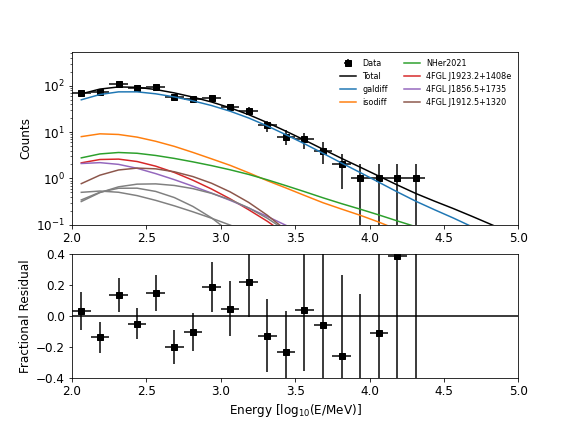 10²
10¹
10⁰
10⁻¹
Counts
Data
Total
galdiff
isodiff
NHer2021
4FGL J1923.2+1408e
4FGL J1856.5+1735
4FGL J1912.5+1320
2.0 2.5 3.0 3.5 4.0 4.5 5.0
0.4
0.2
0.0
−0.2
−0.4
Fractional Residual
2.0 2.5 3.0 3.5 4.0 4.5 5.0
Energy [log₁₀(E/MeV)]